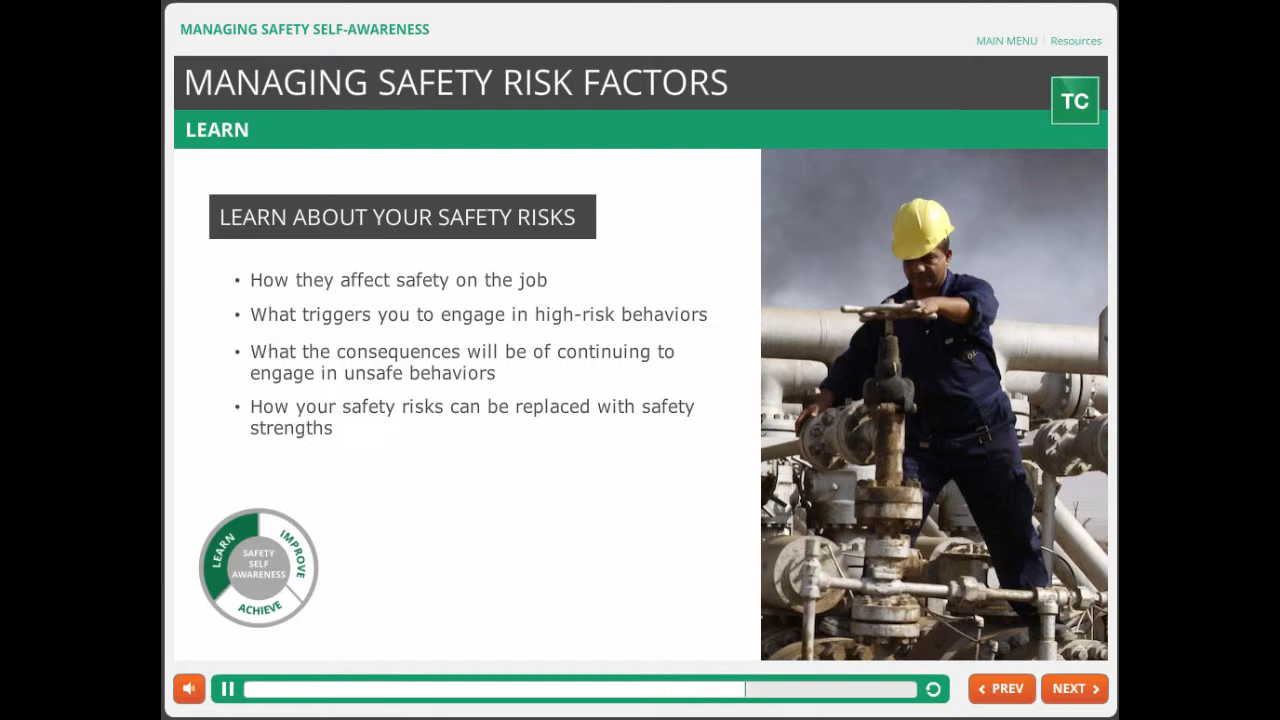 MANAGING SAFETY SELF-AWARENESS
MAIN MENU Resources
MANAGING SAFETY RISK FACTORS
TC
LEARN
LEARN ABOUT YOUR SAFETY RISKS
• How they affect safety on the job
• What triggers you to engage in high-risk behaviors
• What the consequences will be of continuing to
engage in unsafe behaviors
• How your safety risks can be replaced with safety
strengths
LEARN
IMPROVE
SAFETY
SELF
AWARENESS
ACHIEVE
PREV
NEXT